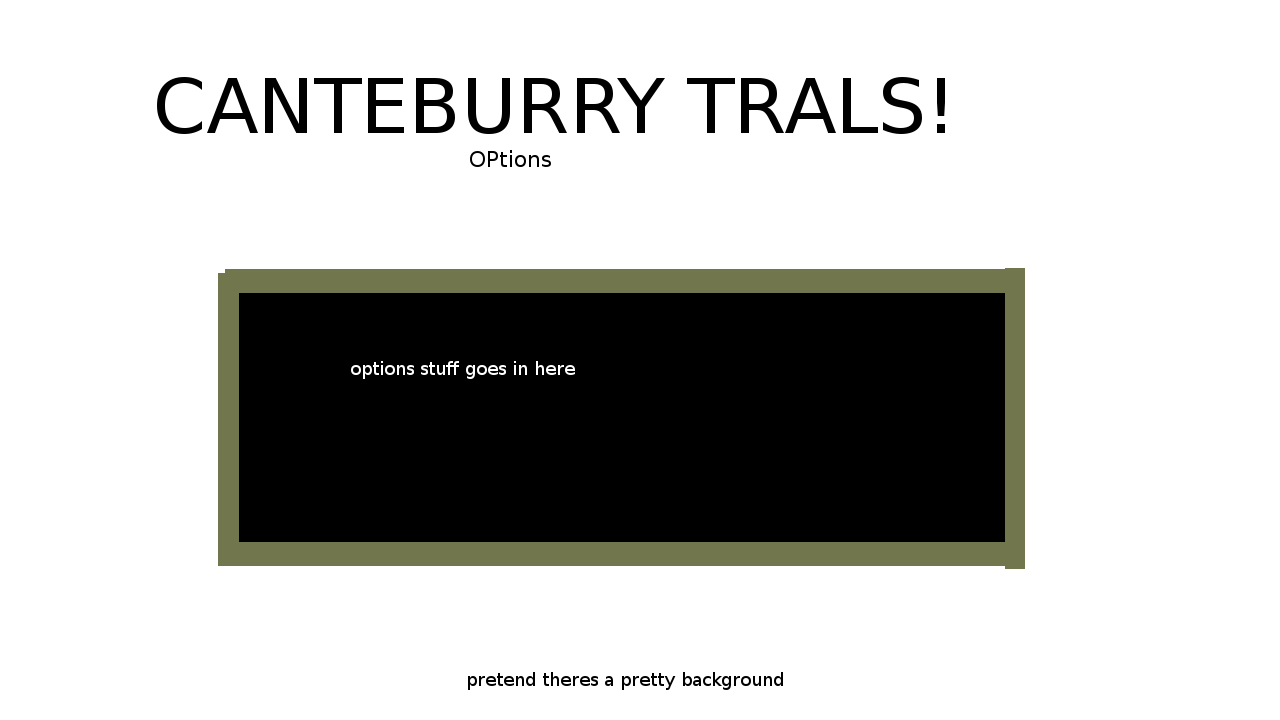 CANTEBURRY TRALS!
OPtions
options stuff goes in here
pretend theres a pretty background